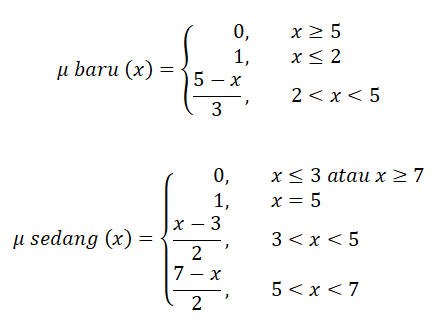 0, x ≥ 5
1, x ≤ 2
μ baru (x) =
5 − x
3 , 2 < x < 5
0, x ≤ 3 atau x ≥ 7
1, x = 5
μ sedang (x) =
x − 3
2 , 3 < x < 5
7 − x
2 , 5 < x < 7